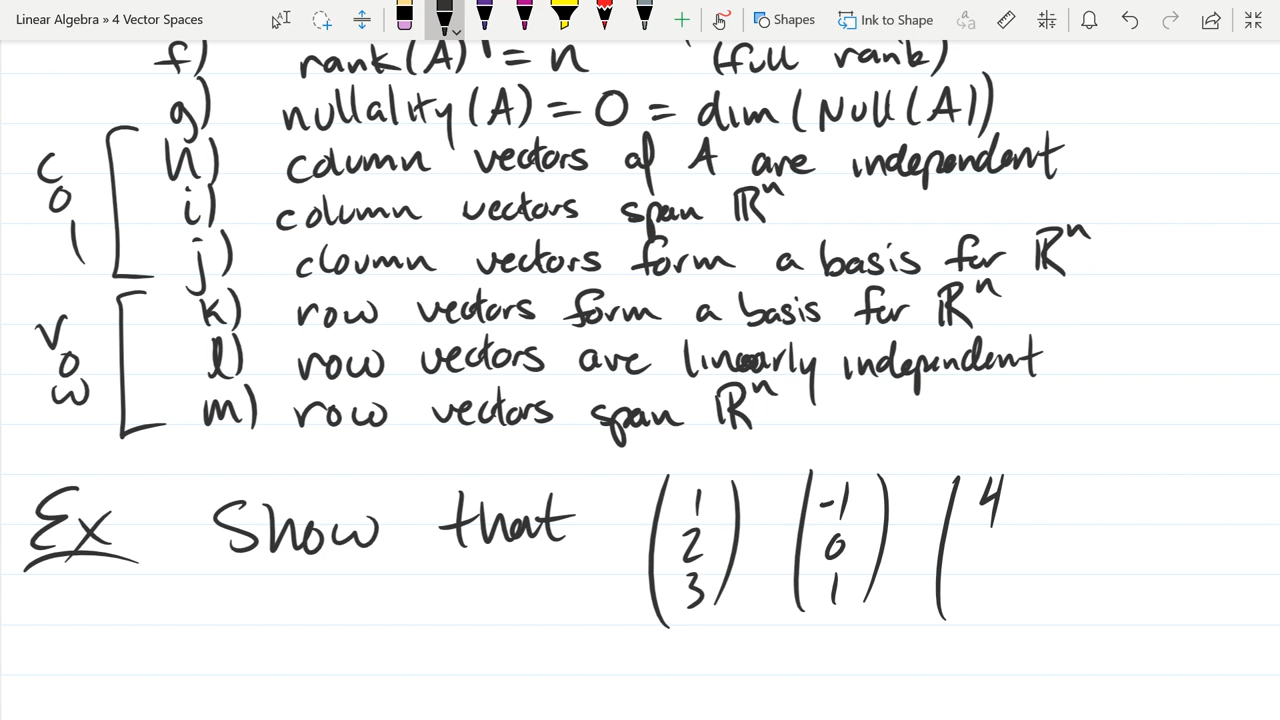 Linear Algebra » 4 Vector Spaces Shapes Ink to Shape
f) rank(A) = n (full rank)
g) nullality(A) = 0 = dim(Null(A))
h) column vectors of A are independent
i) column vectors span ℝⁿ
j) cloumn vectors form a basis for ℝⁿ
col
k) row vectors form a basis for ℝⁿ
l) row vectors are linearly independent
m) row vectors span ℝⁿ
row
Ex Show that (1 2 3) (-1 0 1) (4